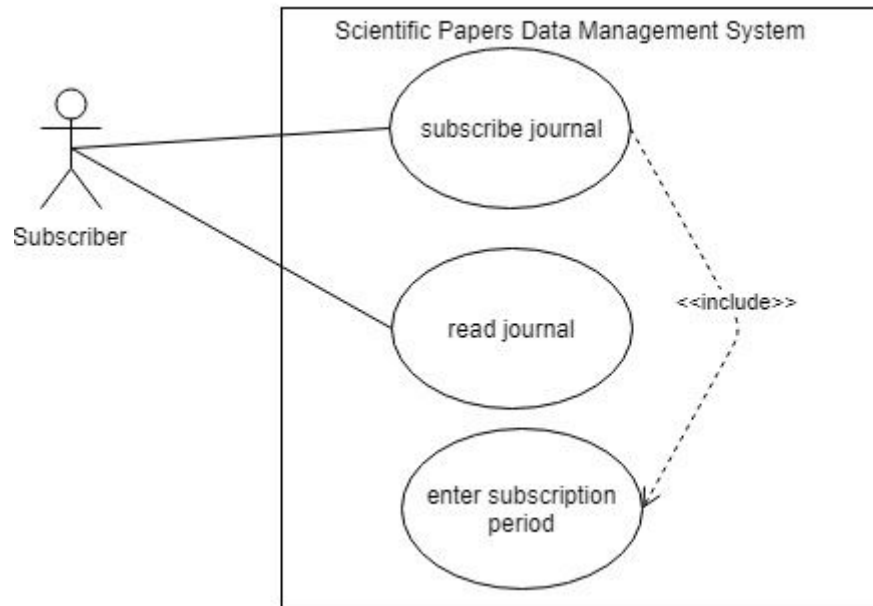 Scientific Papers Data Management System
subscribe journal
Subscriber
<<include>>
read journal
enter subscription
period